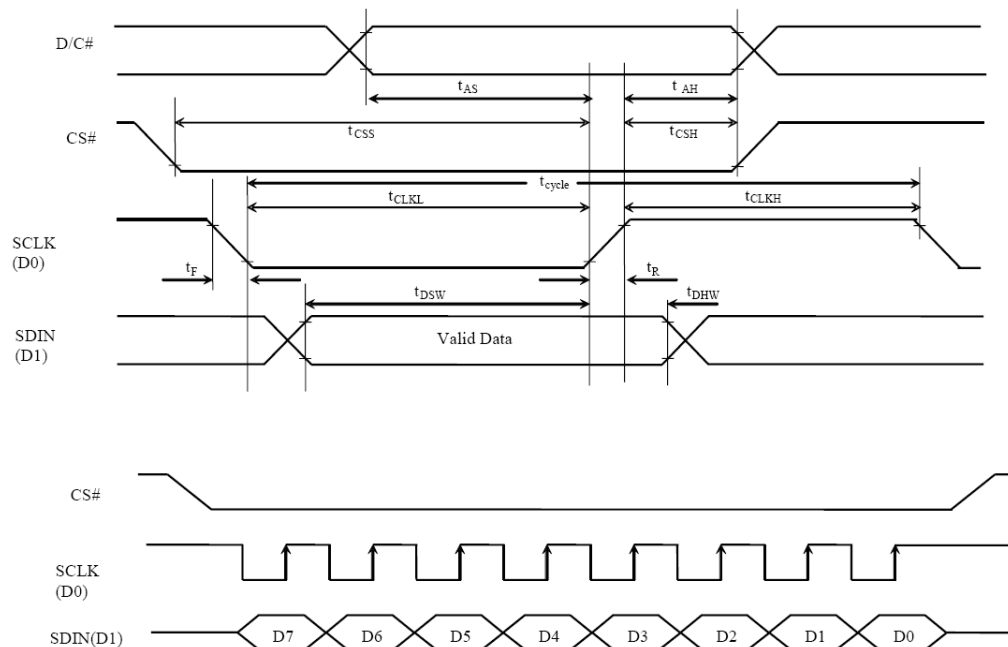 D/C#
tAS
t AH
CS#
tCSS
tCSH
tcycle
tCLKL
tCLKH
SCLK
(D0)
tF
tR
tDSW
tDHW
SDIN
(D1)
Valid Data
CS#
SCLK
(D0)
SDIN(D1)
D7 D6 D5 D4 D3 D2 D1 D0